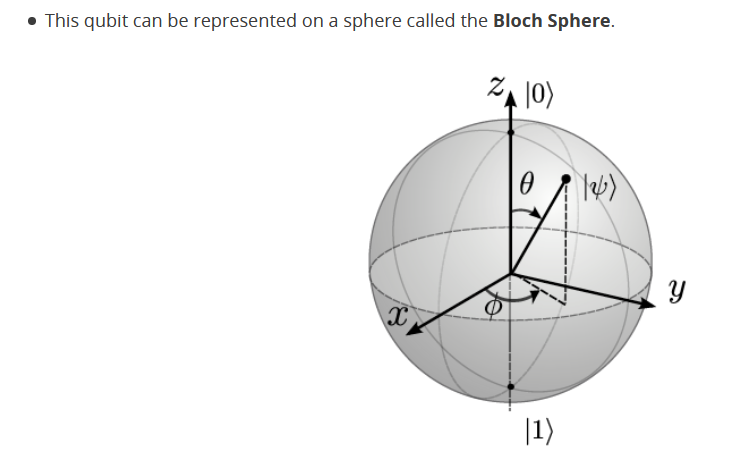 • This qubit can be represented on a sphere called the Bloch Sphere.
z |0⟩
θ |ψ⟩
y
ϕ
x
|1⟩